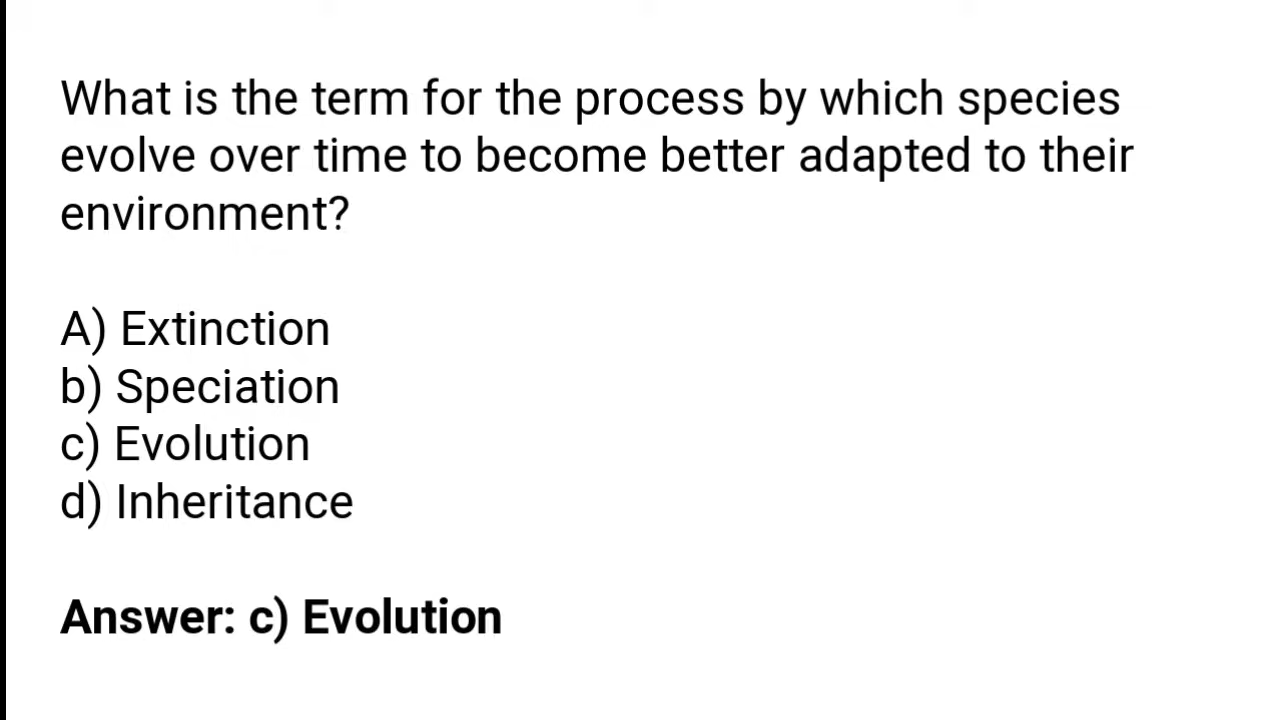 What is the term for the process by which species
evolve over time to become better adapted to their
environment?
A) Extinction
b) Speciation
c) Evolution
d) Inheritance
Answer: c) Evolution